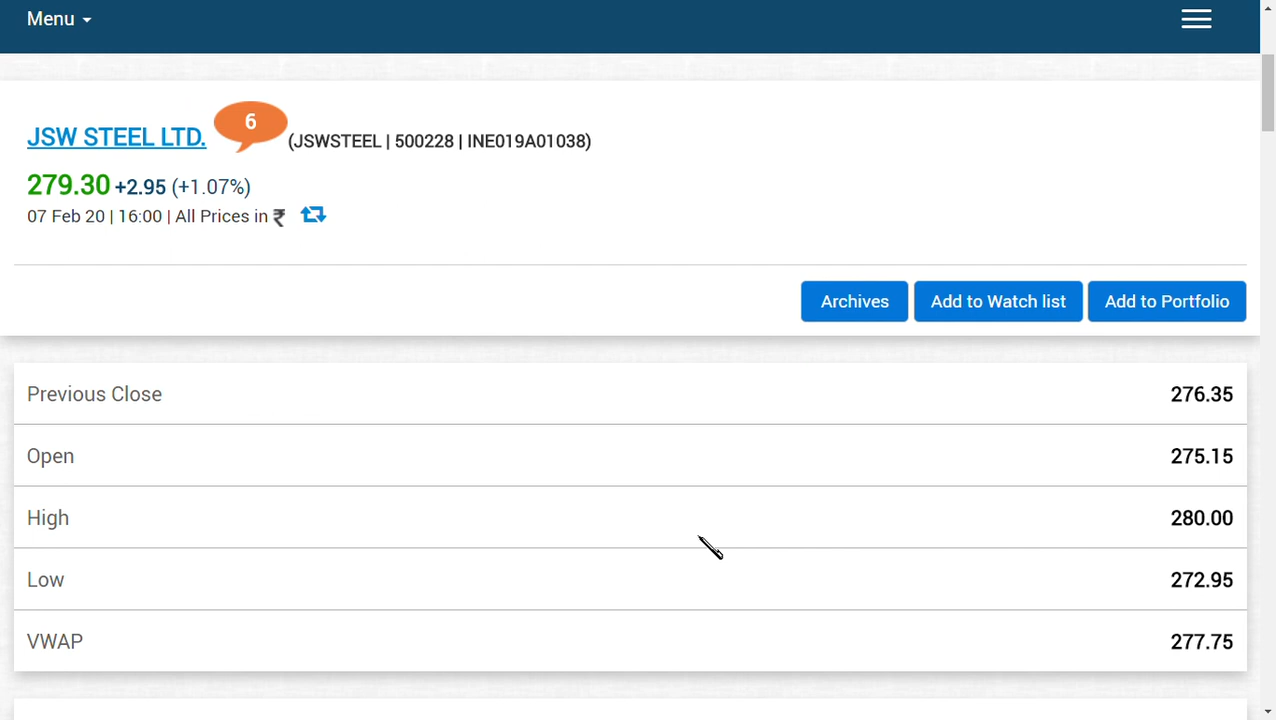 Menu
JSW STEEL LTD. 6 (JSWSTEEL | 500228 | INE019A01038)
279.30 +2.95 (+1.07%)
07 Feb 20 | 16:00 | All Prices in ₹
Archives Add to Watch list Add to Portfolio
Previous Close 276.35
Open 275.15
High 280.00
Low 272.95
VWAP 277.75